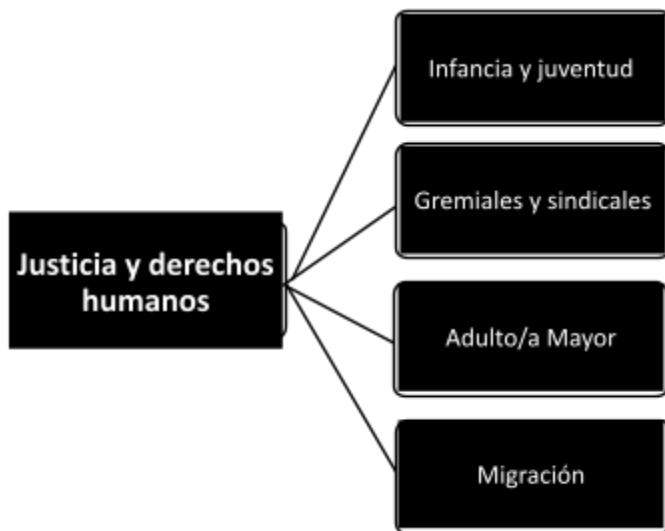 Infancia y juventud
Gremiales y sindicales
Justicia y derechos
humanos
Adulto/a Mayor
Migración